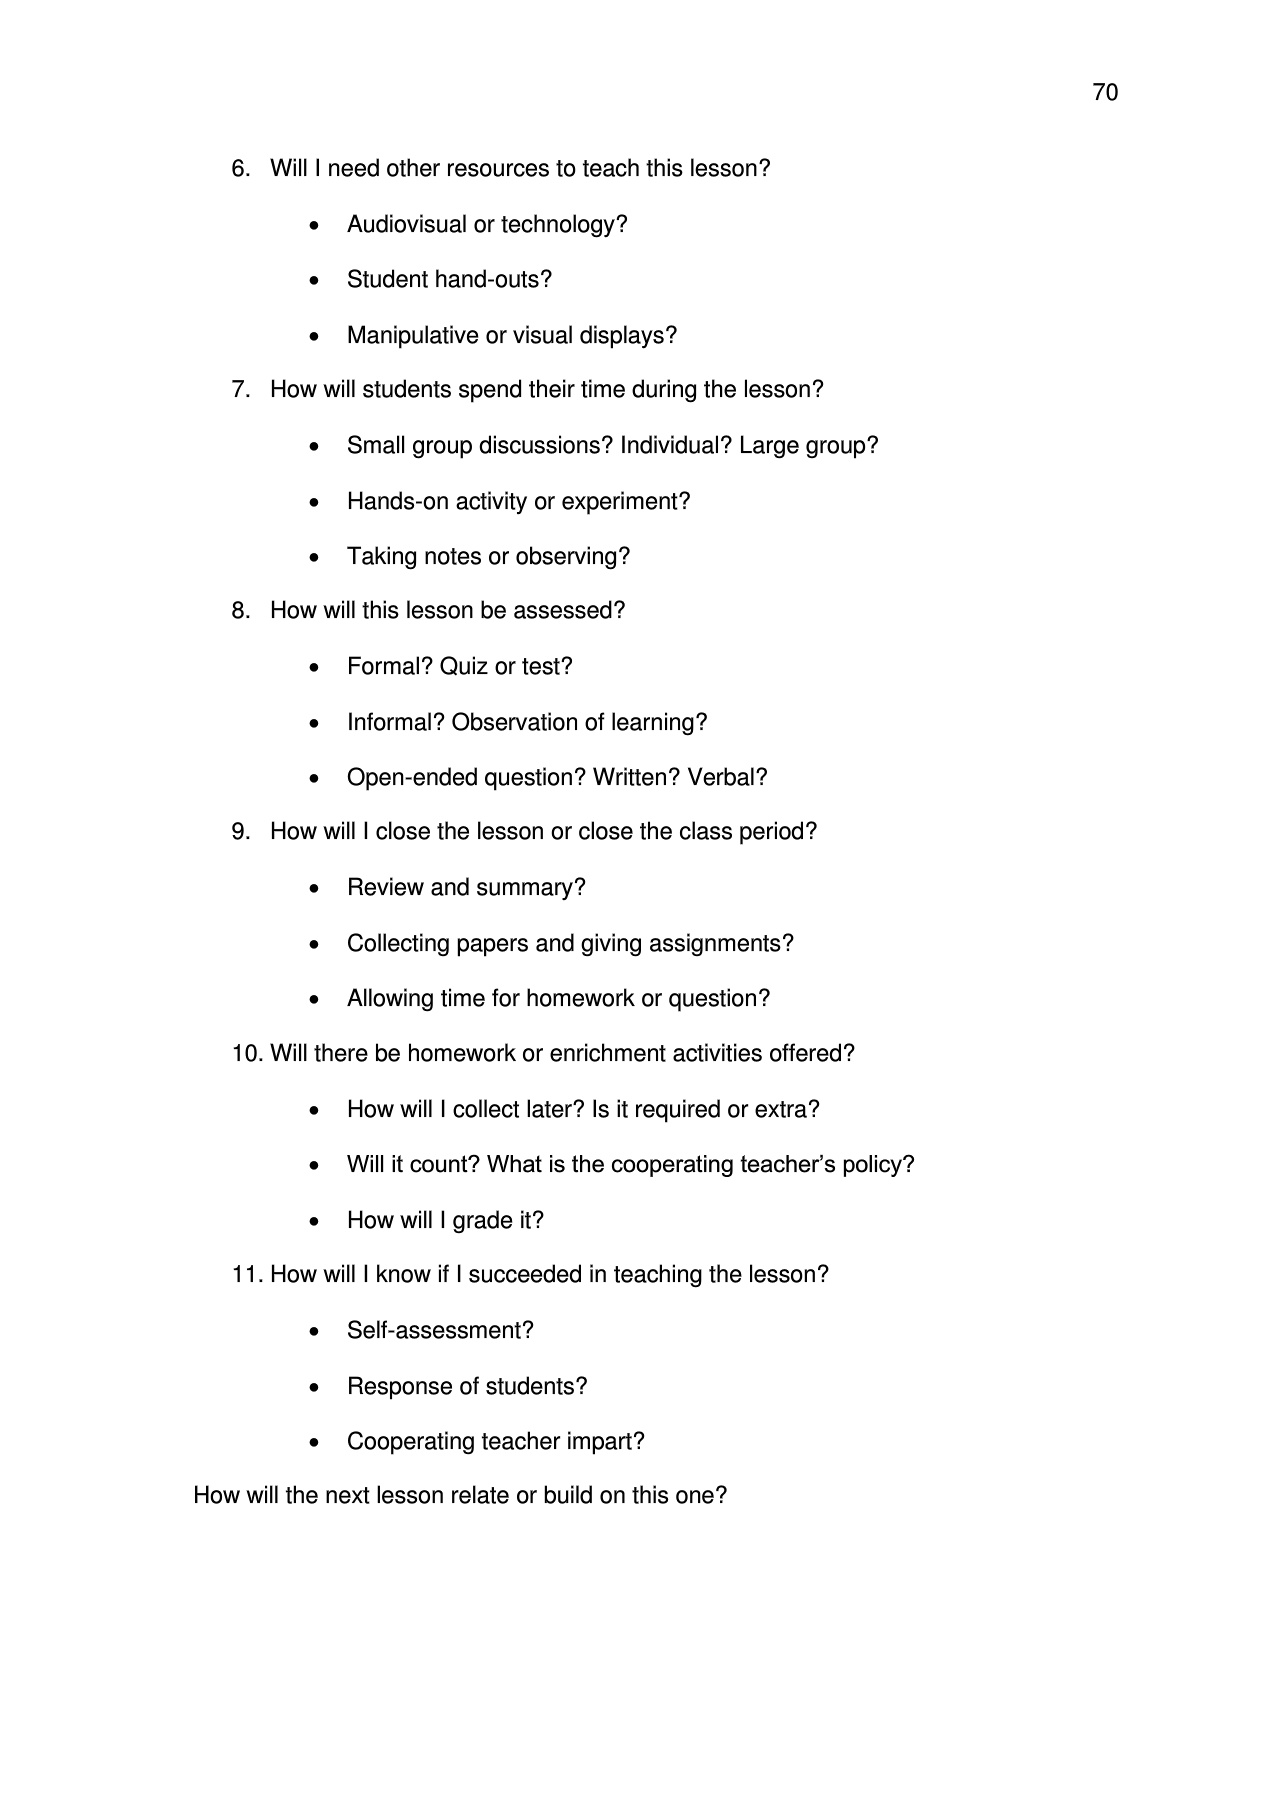 70
6. Will I need other resources to teach this lesson?
• Audiovisual or technology?
• Student hand-outs?
• Manipulative or visual displays?
7. How will students spend their time during the lesson?
• Small group discussions? Individual? Large group?
• Hands-on activity or experiment?
• Taking notes or observing?
8. How will this lesson be assessed?
• Formal? Quiz or test?
• Informal? Observation of learning?
• Open-ended question? Written? Verbal?
9. How will I close the lesson or close the class period?
• Review and summary?
• Collecting papers and giving assignments?
• Allowing time for homework or question?
10. Will there be homework or enrichment activities offered?
• How will I collect later? Is it required or extra?
• Will it count? What is the cooperating teacher’s policy?
• How will I grade it?
11. How will I know if I succeeded in teaching the lesson?
• Self-assessment?
• Response of students?
• Cooperating teacher impart?
How will the next lesson relate or build on this one?